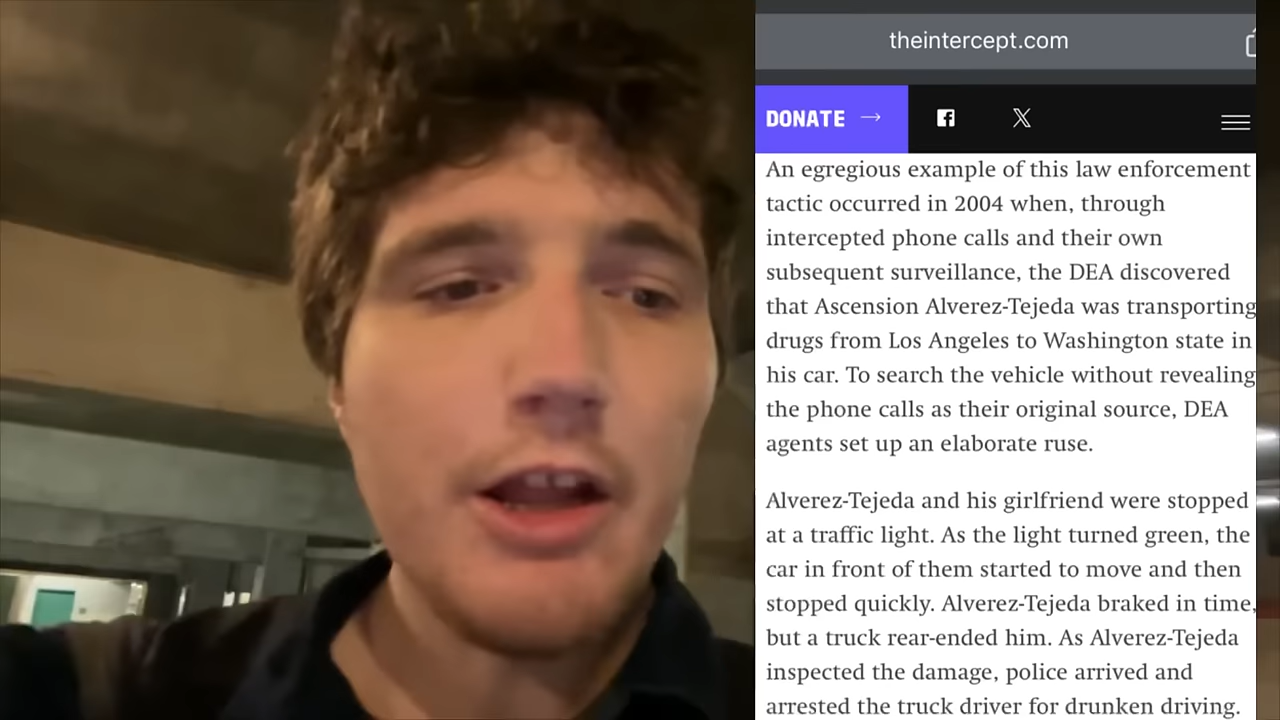 theintercept.com
DONATE →
An egregious example of this law enforcement
tactic occurred in 2004 when, through
intercepted phone calls and their own
subsequent surveillance, the DEA discovered
that Ascension Alverez-Tejeda was transporting
drugs from Los Angeles to Washington state in
his car. To search the vehicle without revealing
the phone calls as their original source, DEA
agents set up an elaborate ruse.
Alverez-Tejeda and his girlfriend were stopped
at a traffic light. As the light turned green, the
car in front of them started to move and then
stopped quickly. Alverez-Tejeda braked in time,
but a truck rear-ended him. As Alverez-Tejeda
inspected the damage, police arrived and
arrested the truck driver for drunken driving.